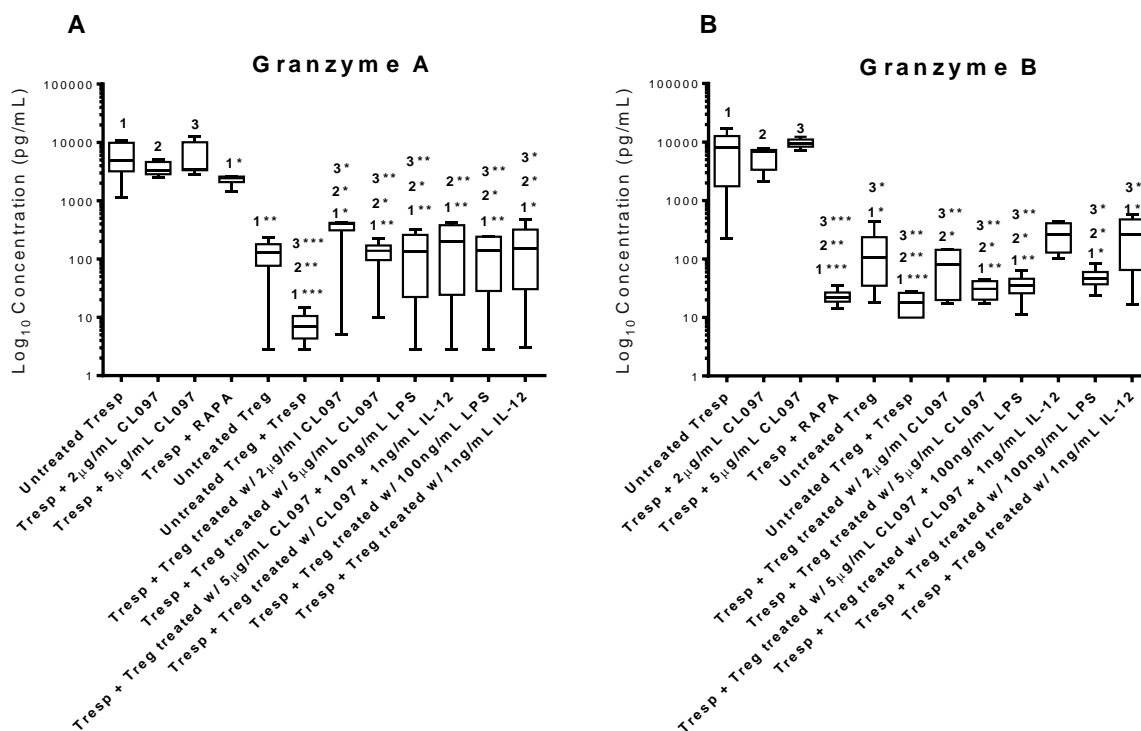 A
Granzyme A
Log10 Concentration (pg/mL)
100000
10000
1000
100
10
1
1
2
3
1*
1**
3***
2**
1***
3*
2*
1*
3**
2*
1**
3**
2*
1**
2**
1**
3**
2*
1**
3*
2*
1*
Untreated Tresp
Tresp + 2μg/mL CL097
Tresp + 5μg/mL CL097
Tresp + RAPA
Untreated Treg
Untreated Treg + Tresp
Tresp + Treg treated w/ 2μg/ml CL097
Tresp + Treg treated w/ 5μg/mL CL097
Tresp + Treg treated w/ 5μg/mL CL097 + 100ng/mL LPS
Tresp + Treg treated w/ CL097 + 1ng/mL IL-12
Tresp + Treg treated w/ 100ng/mL LPS
Tresp + Treg treated w/ 1ng/mL IL-12
B
Granzyme B
Log10 Concentration (pg/mL)
100000
10000
1000
100
10
1
1
2
3
3***
2**
1***
3*
1*
3**
2**
1***
3**
2*
3**
2*
1**
3**
2*
1**
3*
2*
1*
3*
1*
Untreated Tresp
Tresp + 2μg/mL CL097
Tresp + 5μg/mL CL097
Tresp + RAPA
Untreated Treg
Untreated Treg + Tresp
Tresp + Treg treated w/ 2μg/ml CL097
Tresp + Treg treated w/ 5μg/mL CL097
Tresp + Treg treated w/ 5μg/mL CL097 + 100ng/mL LPS
Tresp + Treg treated w/ CL097 + 1ng/mL IL-12
Tresp + Treg treated w/ 100ng/mL LPS
Tresp + Treg treated w/ 1ng/mL IL-12